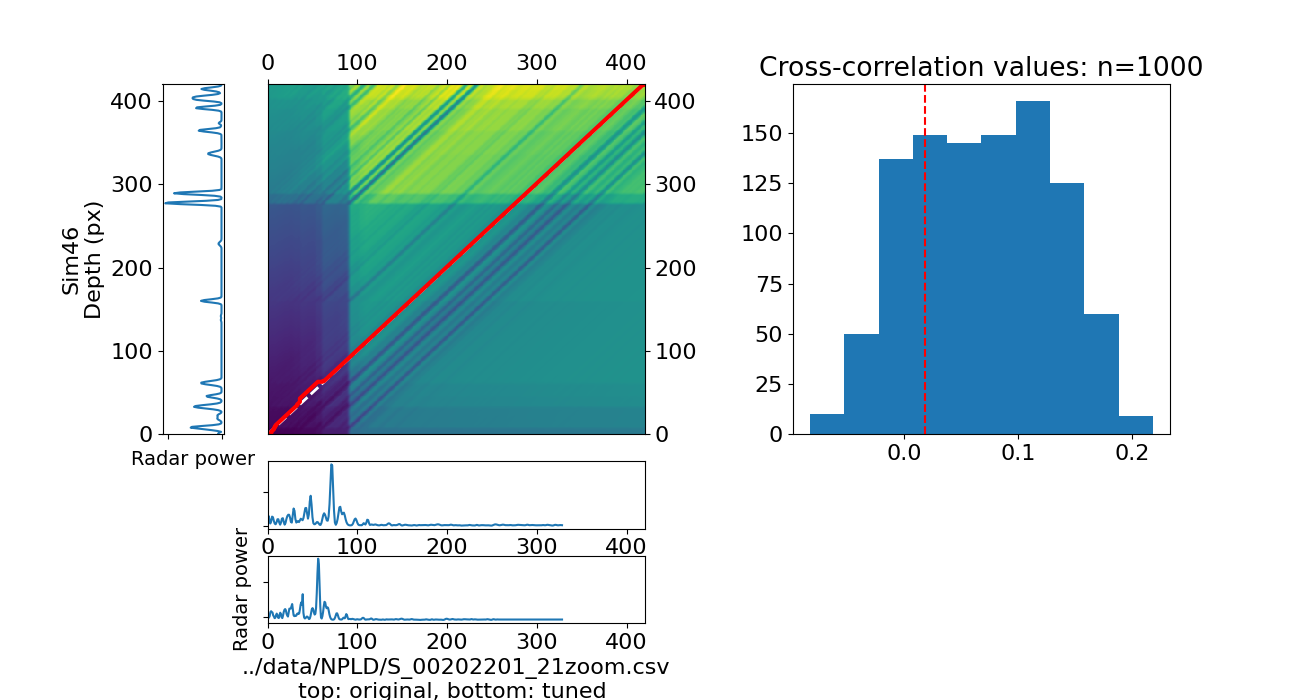 0 100 200 300 400
Cross-correlation values: n=1000
400
300
200
100
0
Sim46
Depth (px)
400
300
200
100
0
150
125
100
75
50
25
0
0.0 0.1 0.2
Radar power
0 100 200 300 400
Radar power
0 100 200 300 400
../data/NPLD/S_00202201_21zoom.csv
top: original, bottom: tuned